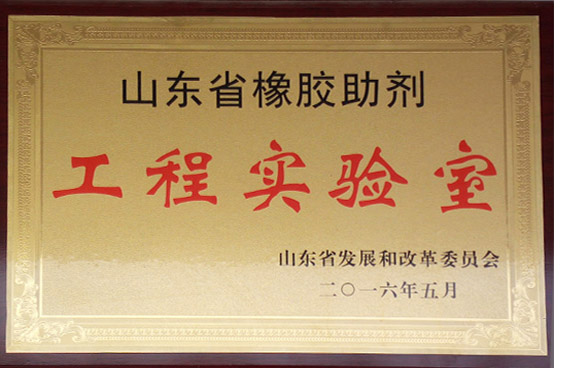 山东省橡胶助剂
工程实验室
山东省发展和改革委员会
二〇一六年五月